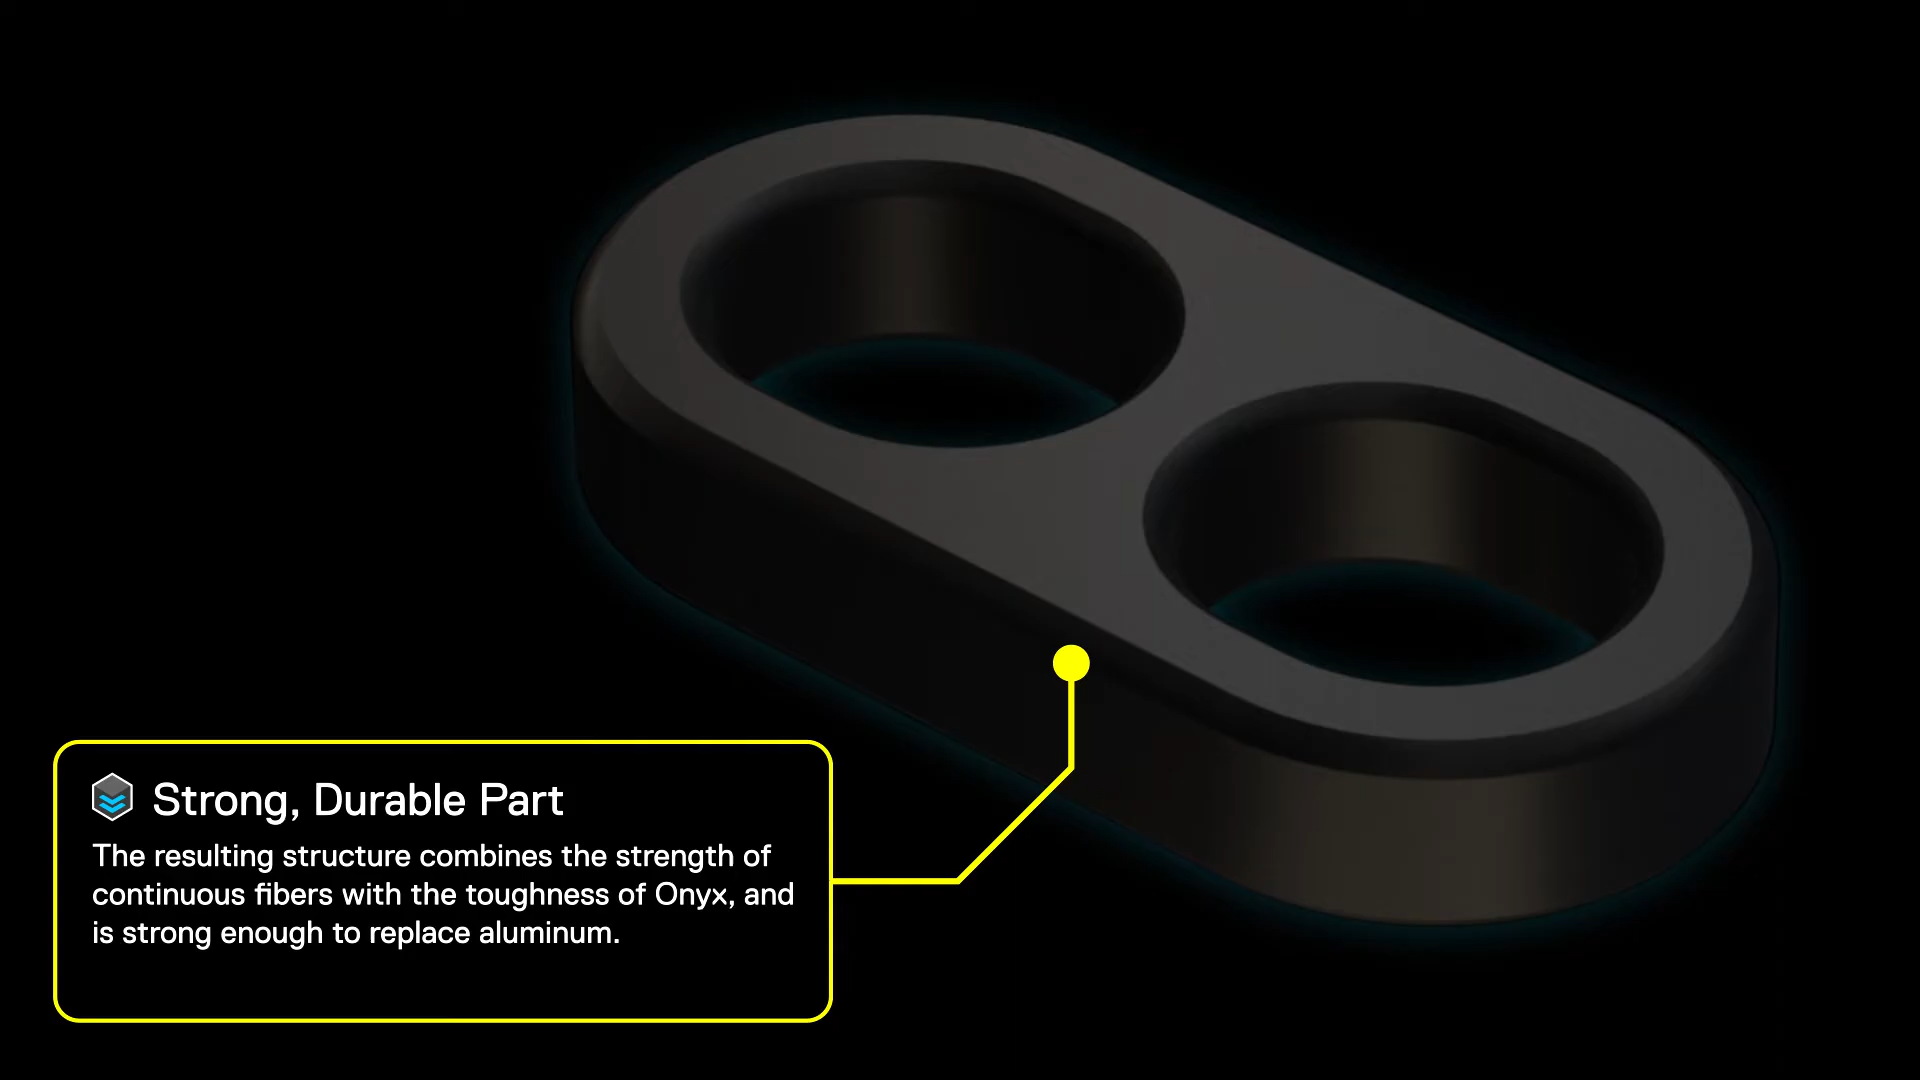 Strong, Durable Part
The resulting structure combines the strength of
continuous fibers with the toughness of Onyx, and
is strong enough to replace aluminum.